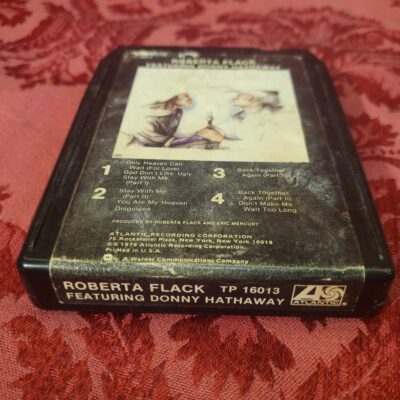 ROBERTA FLACK
FEATURING DONNY HATHAWAY
1 Only Heaven Can
Wait (For Love)
God Don't Like Ugly
Stay With Me
(Part I)
2 Stay With Me
(Part II)
You Are My Heaven
Disguises
3 Back Together
Again (Part I)
4 Back Together
Again (Part II)
Don't Make Me
Wait Too Long
PRODUCED BY ROBERTA FLACK AND ERIC MERCURY
ATLANTIC RECORDING CORPORATION
75 Rockefeller Plaza, New York, New York, 10019
© 1979 Atlantic Recording Corporation.
Printed in U.S.A.
A Warner Communications Company
ROBERTA FLACK TP 16013
FEATURING DONNY HATHAWAY
ATLANTIC